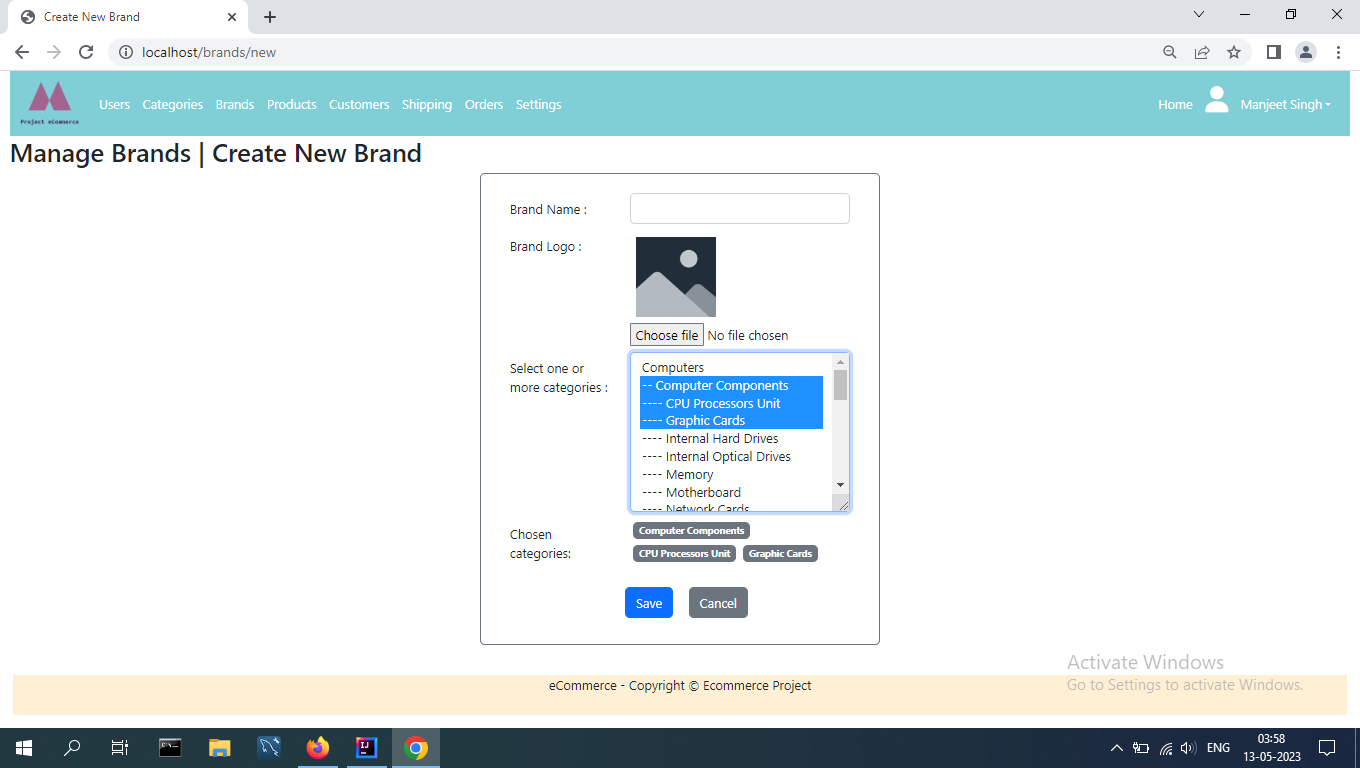 Create New Brand
localhost/brands/new
Project eCommerce
Users Categories Brands Products Customers Shipping Orders Settings
Home Manjeet Singh
Manage Brands | Create New Brand
Brand Name :
Brand Logo :
Choose file No file chosen
Select one or
more categories :
Computers
-- Computer Components
---- CPU Processors Unit
---- Graphic Cards
---- Internal Hard Drives
---- Internal Optical Drives
---- Memory
---- Motherboard
---- Network Cards
Chosen
categories:
Computer Components
CPU Processors Unit Graphic Cards
Save Cancel
Activate Windows
Go to Settings to activate Windows.
eCommerce - Copyright © Ecommerce Project
IJ
ENG
03:58
13-05-2023